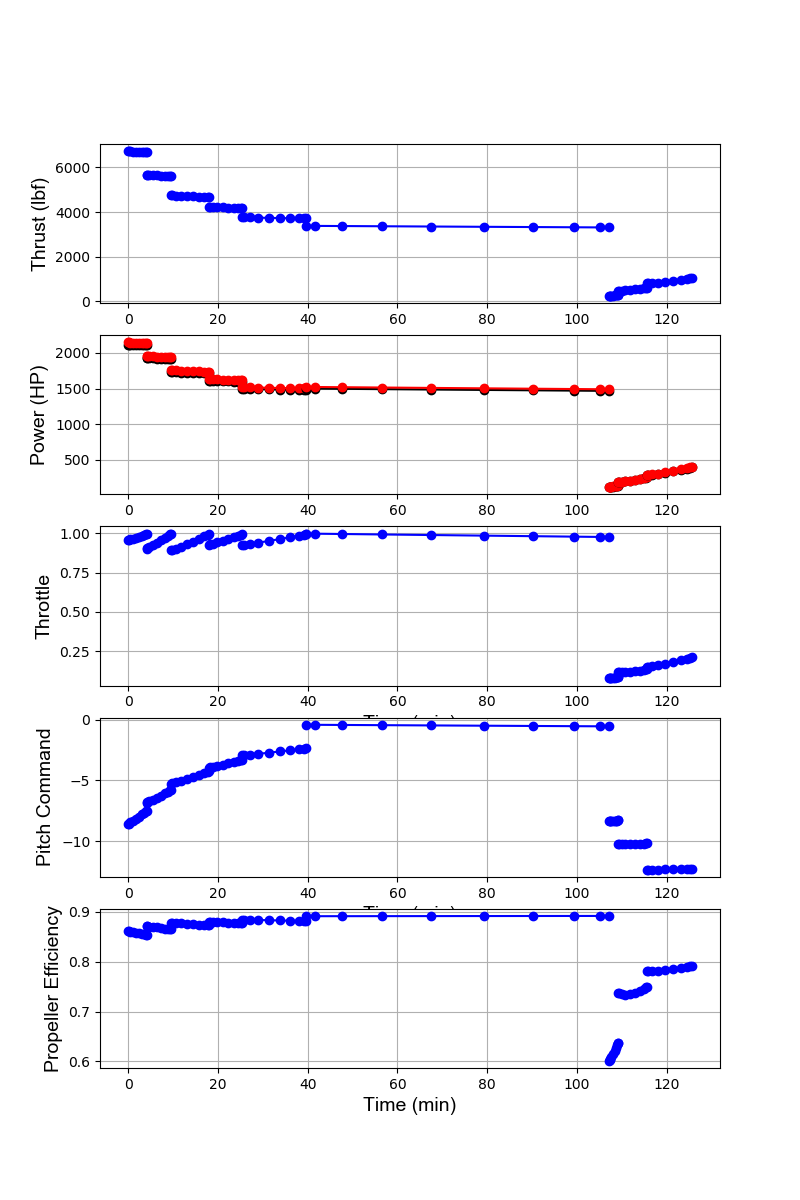 Thrust (lbf)
6000
4000
2000
0
0 20 40 60 80 100 120
Power (HP)
2000
1500
1000
500
0 20 40 60 80 100 120
Throttle
1.00
0.75
0.50
0.25
0 20 40 60 80 100 120
Pitch Command
0
−5
−10
0 20 40 60 80 100 120
Propeller Efficiency
0.9
0.8
0.7
0.6
0 20 40 60 80 100 120
Time (min)